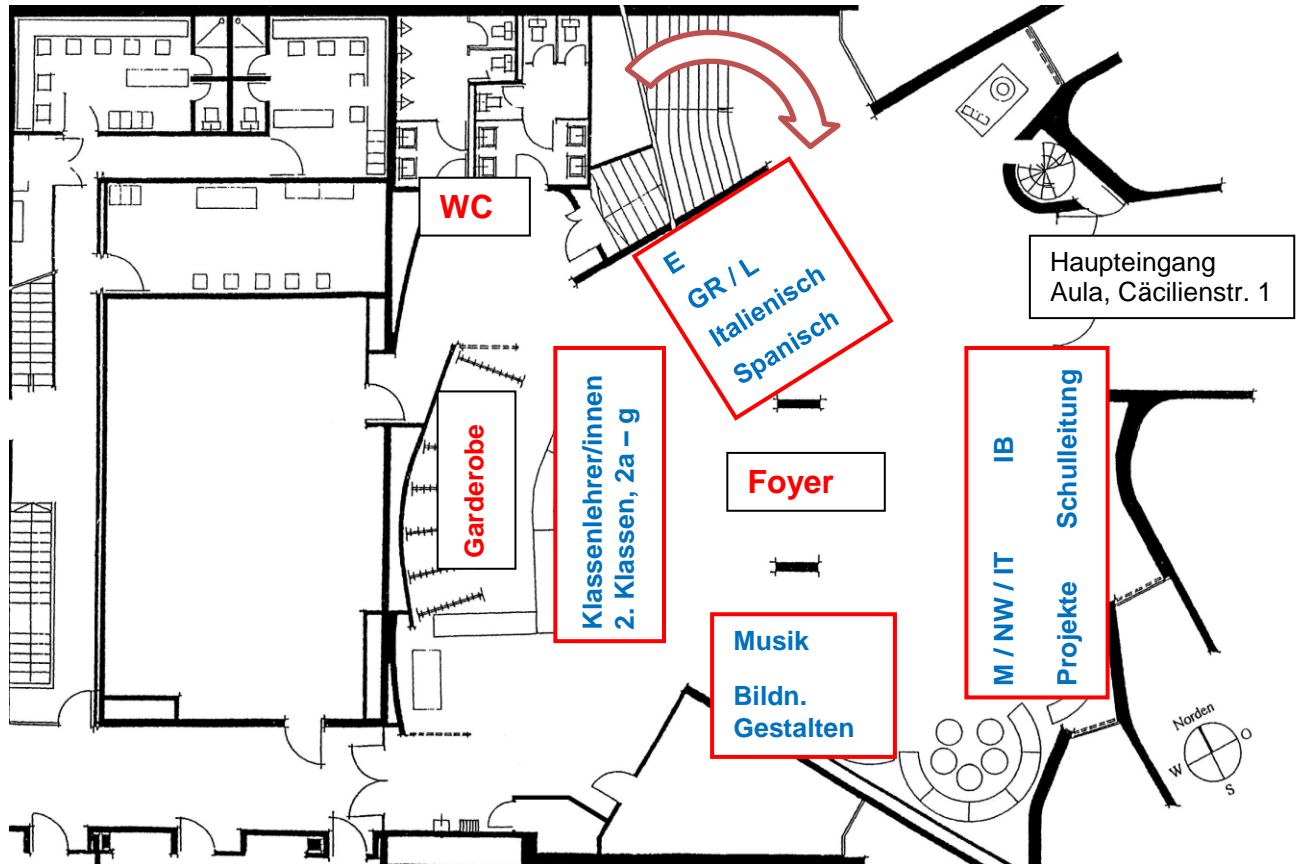 WC
E
GR / L
Italienisch
Spanisch
Haupteingang
Aula, Cäcilienstr. 1
Garderobe
Klassenlehrer/innen
2. Klassen, 2a – g
Foyer
M / NW / IT IB
Projekte Schulleitung
Musik
Bildn.
Gestalten
Norden
O
W
S